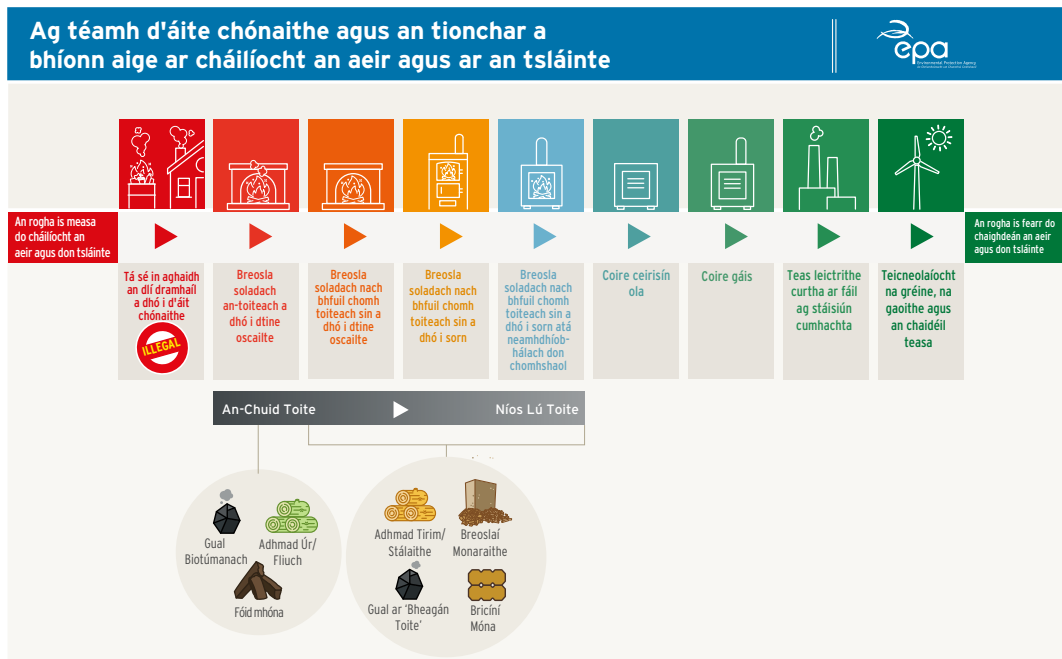 Ag téamh d'áite chónaithe agus an tionchar a
bhíonn aige ar cháilíocht an aeir agus ar an tsláinte
epa
Environmental Protection Agency
An rogha is measa
do cháilíocht an
aeir agus don tsláinte
An rogha is fearr do
chaighdeán an aeir
agus don tsláinte
Tá sé in aghaidh
an dlí dramhaíl
a dhó i d'áit
chónaithe
ILLEGAL
Breosla
soladach
an-toiteach a
dhó i dtine
oscailte
Breosla
soladach nach
bhfuil chomh
toiteach sin a
dhó i dtine
oscailte
Breosla
soladach nach
bhfuil chomh
toiteach sin a
dhó i sorn
Breosla
soladach nach
bhfuil chomh
toiteach sin a
dhó i sorn atá
neamhdhíob-
hálach don
chomhshaol
Coire ceirisín
ola
Coire gáis
Teas leictrithe
curtha ar fáil
ag stáisiún
cumhachta
Teicneolaíocht
na gréine, na
gaoithe agus
an chaidéil
teasa
An-Chuid Toite
Níos Lú Toite
Gual
Biotúmanach
Adhmad Úr/
Fliuch
Fóid mhóna
Adhmad Tirim/
Stálaithe
Breoslaí
Monaraithe
Gual ar 'Bheagán
Toite'
Bricíní
Móna